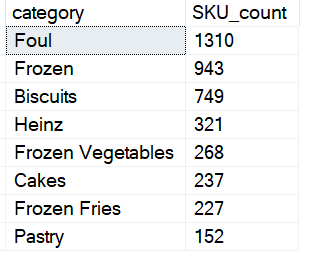 category SKU_count
Foul 1310
Frozen 943
Biscuits 749
Heinz 321
Frozen Vegetables 268
Cakes 237
Frozen Fries 227
Pastry 152